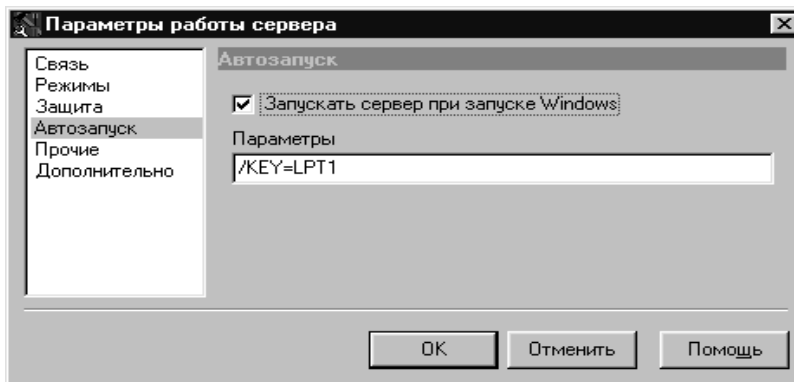 Параметры работы сервера
Связь
Режимы
Защита
Автозапуск
Прочие
Дополнительно
Автозапуск
Запускать сервер при запуске Windows
Параметры
/KEY=LPT1
OK
Отменить
Помощь